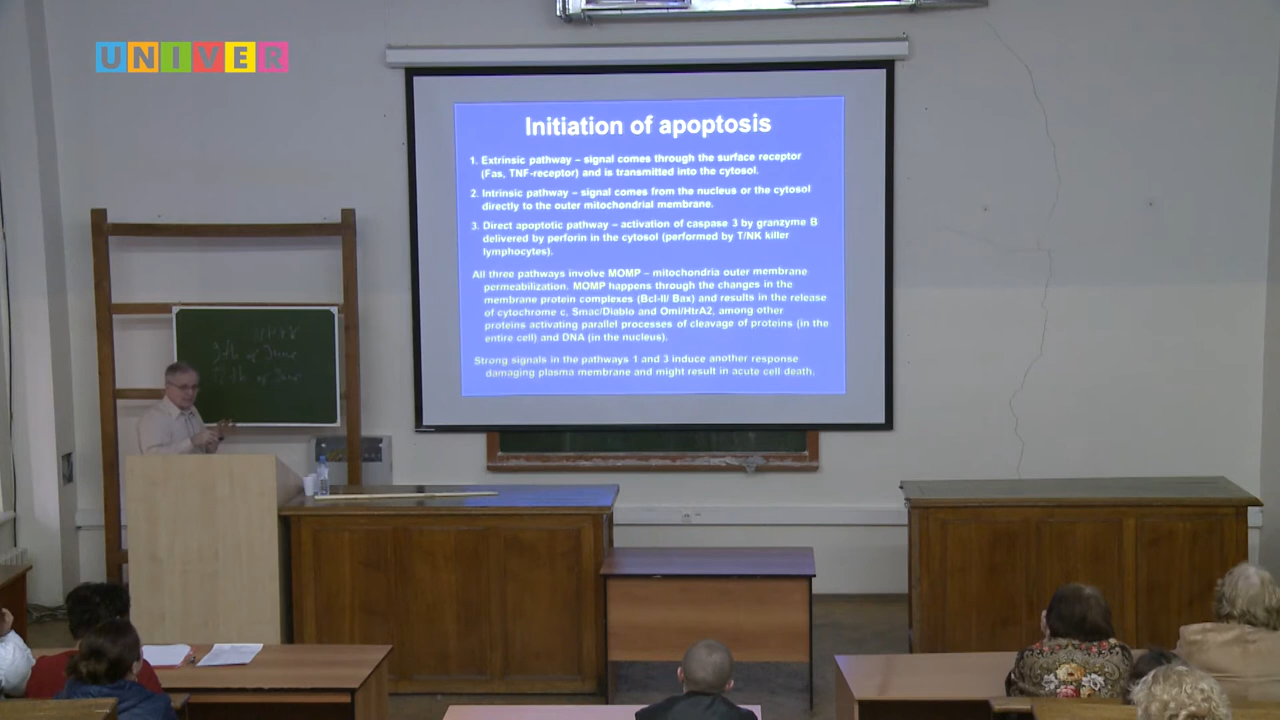 UNIVER
Initiation of apoptosis
1. Extrinsic pathway – signal comes through the surface receptor
(Fas, TNF-receptor) and is transmitted into the cytosol.
2. Intrinsic pathway – signal comes from the nucleus or the cytosol
directly to the outer mitochondrial membrane.
3. Direct apoptotic pathway – activation of caspase 3 by granzyme B
delivered by perforin in the cytosol (performed by T/NK killer
lymphocytes).
All three pathways involve MOMP – mitochondria outer membrane
permeabilization. MOMP happens through the changes in the
membrane protein complexes (Bcl-II/ Bax) and results in the release
of cytochrome c, Smac/Diablo and Omi/HtrA2, among other
proteins activating parallel processes of cleavage of proteins (in the
entire cell) and DNA (in the nucleus).
Strong signals in the pathways 1 and 3 induce another response
damaging plasma membrane and might result in acute cell death.
of June
of June